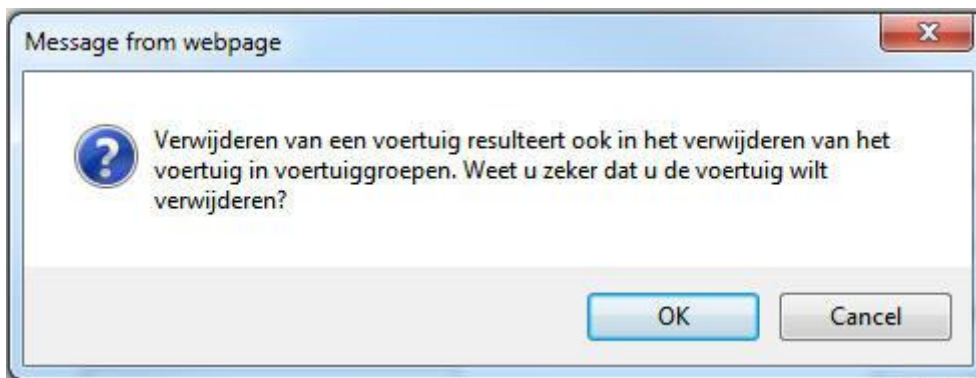 Message from webpage
Verwijderen van een voertuig resulteert ook in het verwijderen van het
voertuig in voertuiggroepen. Weet u zeker dat u de voertuig wilt
verwijderen?
OK
Cancel